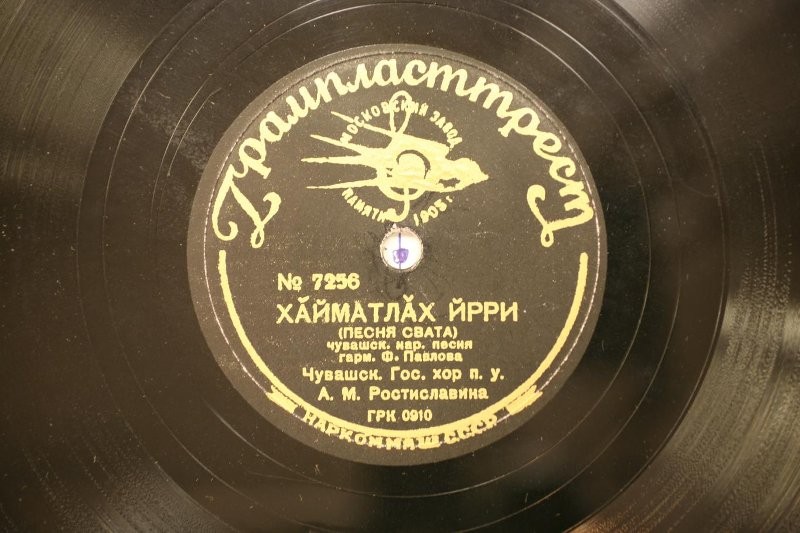 Грампласттрест
МОСКОВСКИЙ ЗАВОД
ПАМЯТИ 1905 г.
№ 7256
ХӐЙМАТЛӐХ ЙРРИ
(ПЕСНЯ СВАТА)
чувашск. нар. песня
гарм. Ф. Павлова
Чувашск. Гос. хор п. у.
А. М. Ростиславина
ГРК 0910
НАРКОММАШ СССР